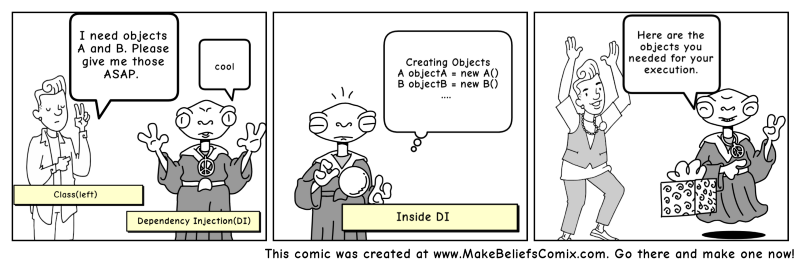 I need objects
A and B. Please
give me those
ASAP.
cool
Class(left)
Dependency Injection(DI)
Creating Objects
A objectA = new A()
B objectB = new B()
....
Inside DI
Here are the
objects you
needed for your
execution.
This comic was created at www.MakeBeliefsComix.com. Go there and make one now!